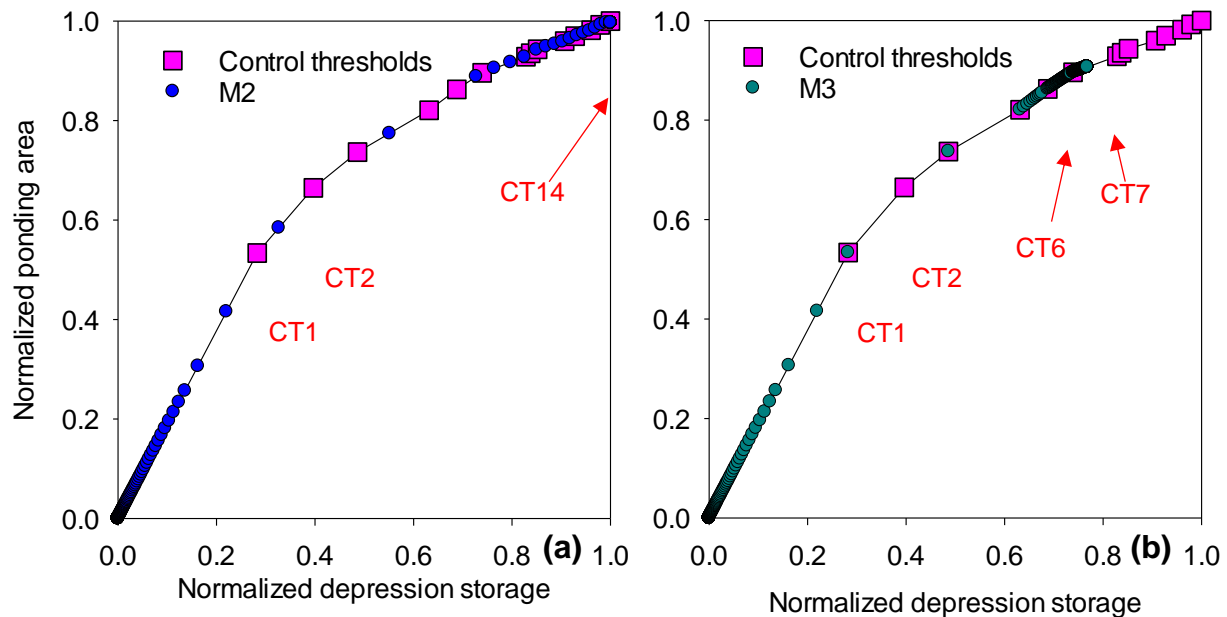 1.0
Control thresholds
M2
0.8
CT14
0.6
CT2
0.4
CT1
0.2
0.0
0.0 0.2 0.4 0.6 0.8 (a) 1.0
Normalized ponding area
Normalized depression storage
1.0
Control thresholds
M3
0.8
CT7
CT6
0.6
CT2
0.4
CT1
0.2
0.0
0.0 0.2 0.4 0.6 0.8 (b) 1.0
Normalized depression storage